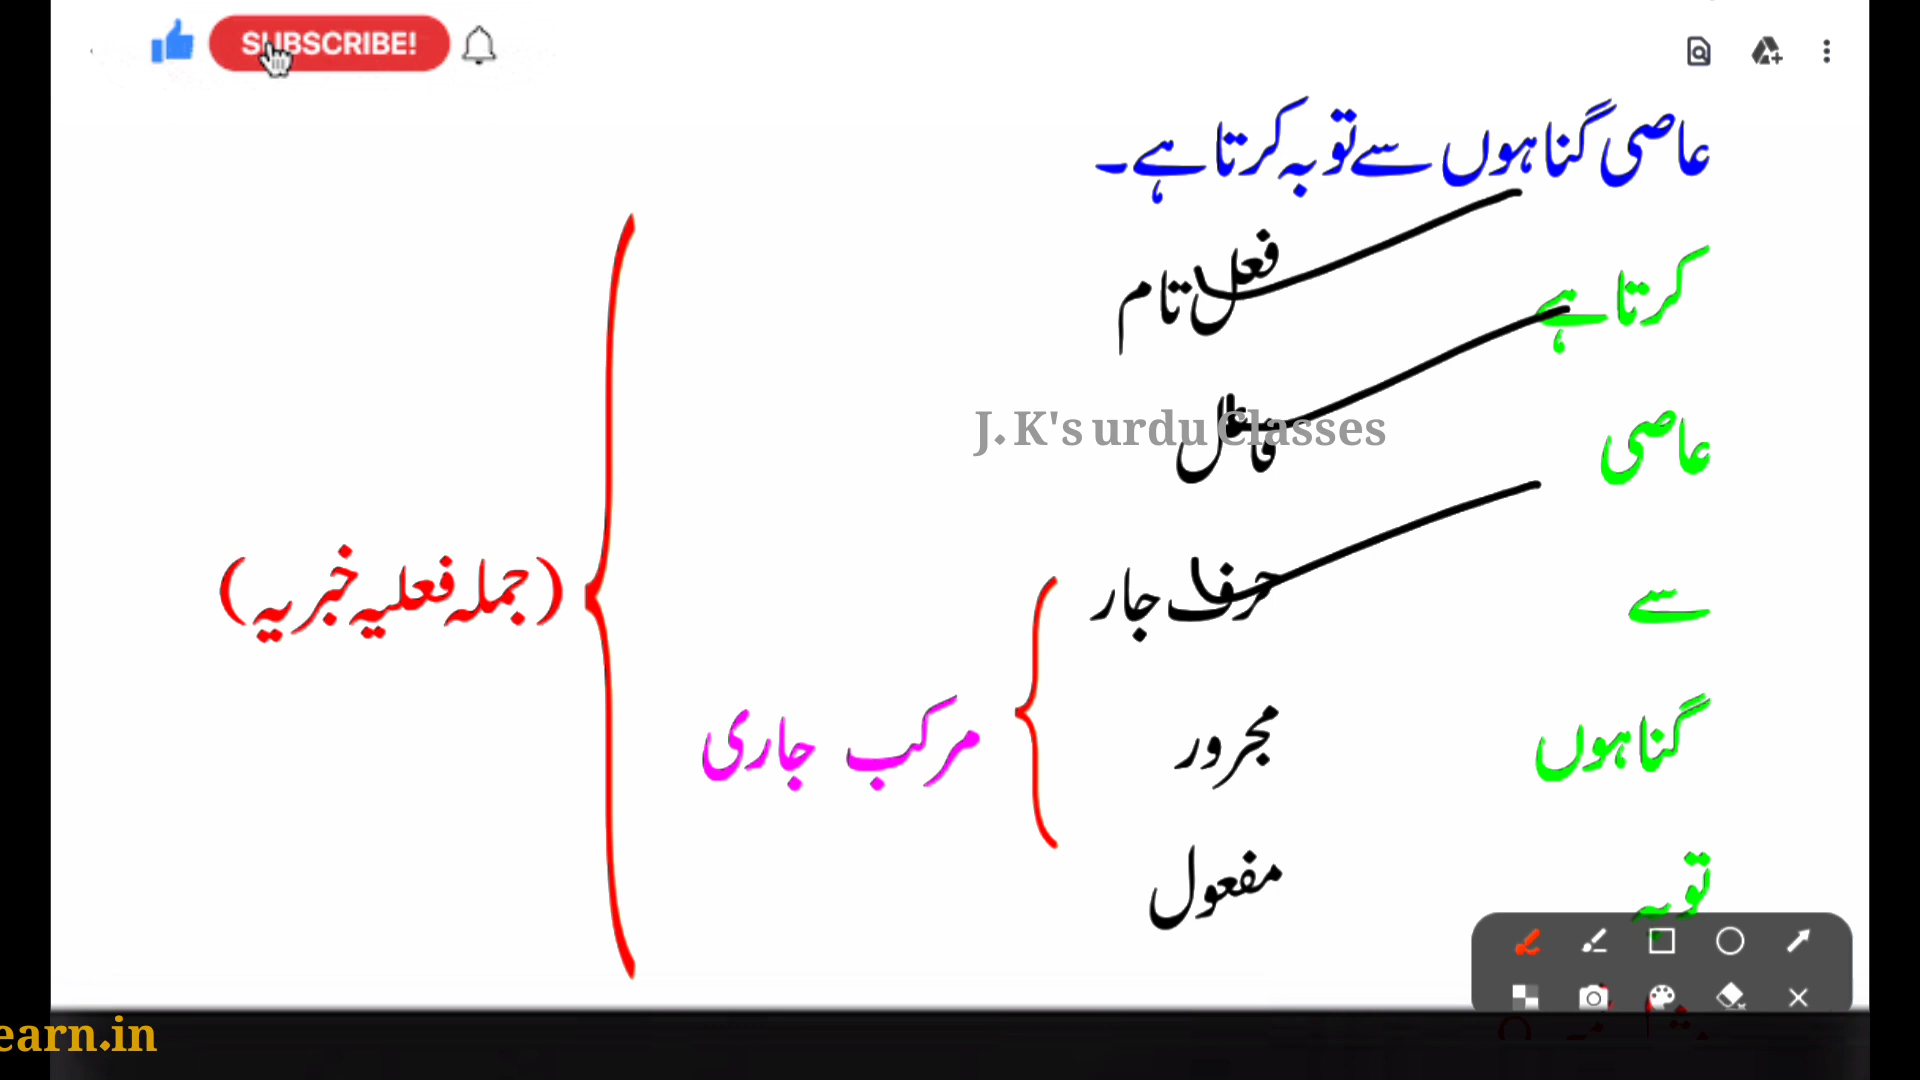 SUBSCRIBE!
عاصی گناہوں سے توبہ کرتا ہے۔
کرتا ہے فعل تام
عاصی فاعل
J.K's urdu Classes
سے حرف جار
(جملہ فعلیہ خبریہ)
گناہوں مجرور مرکب جاری
توبہ مفعول
earn.in